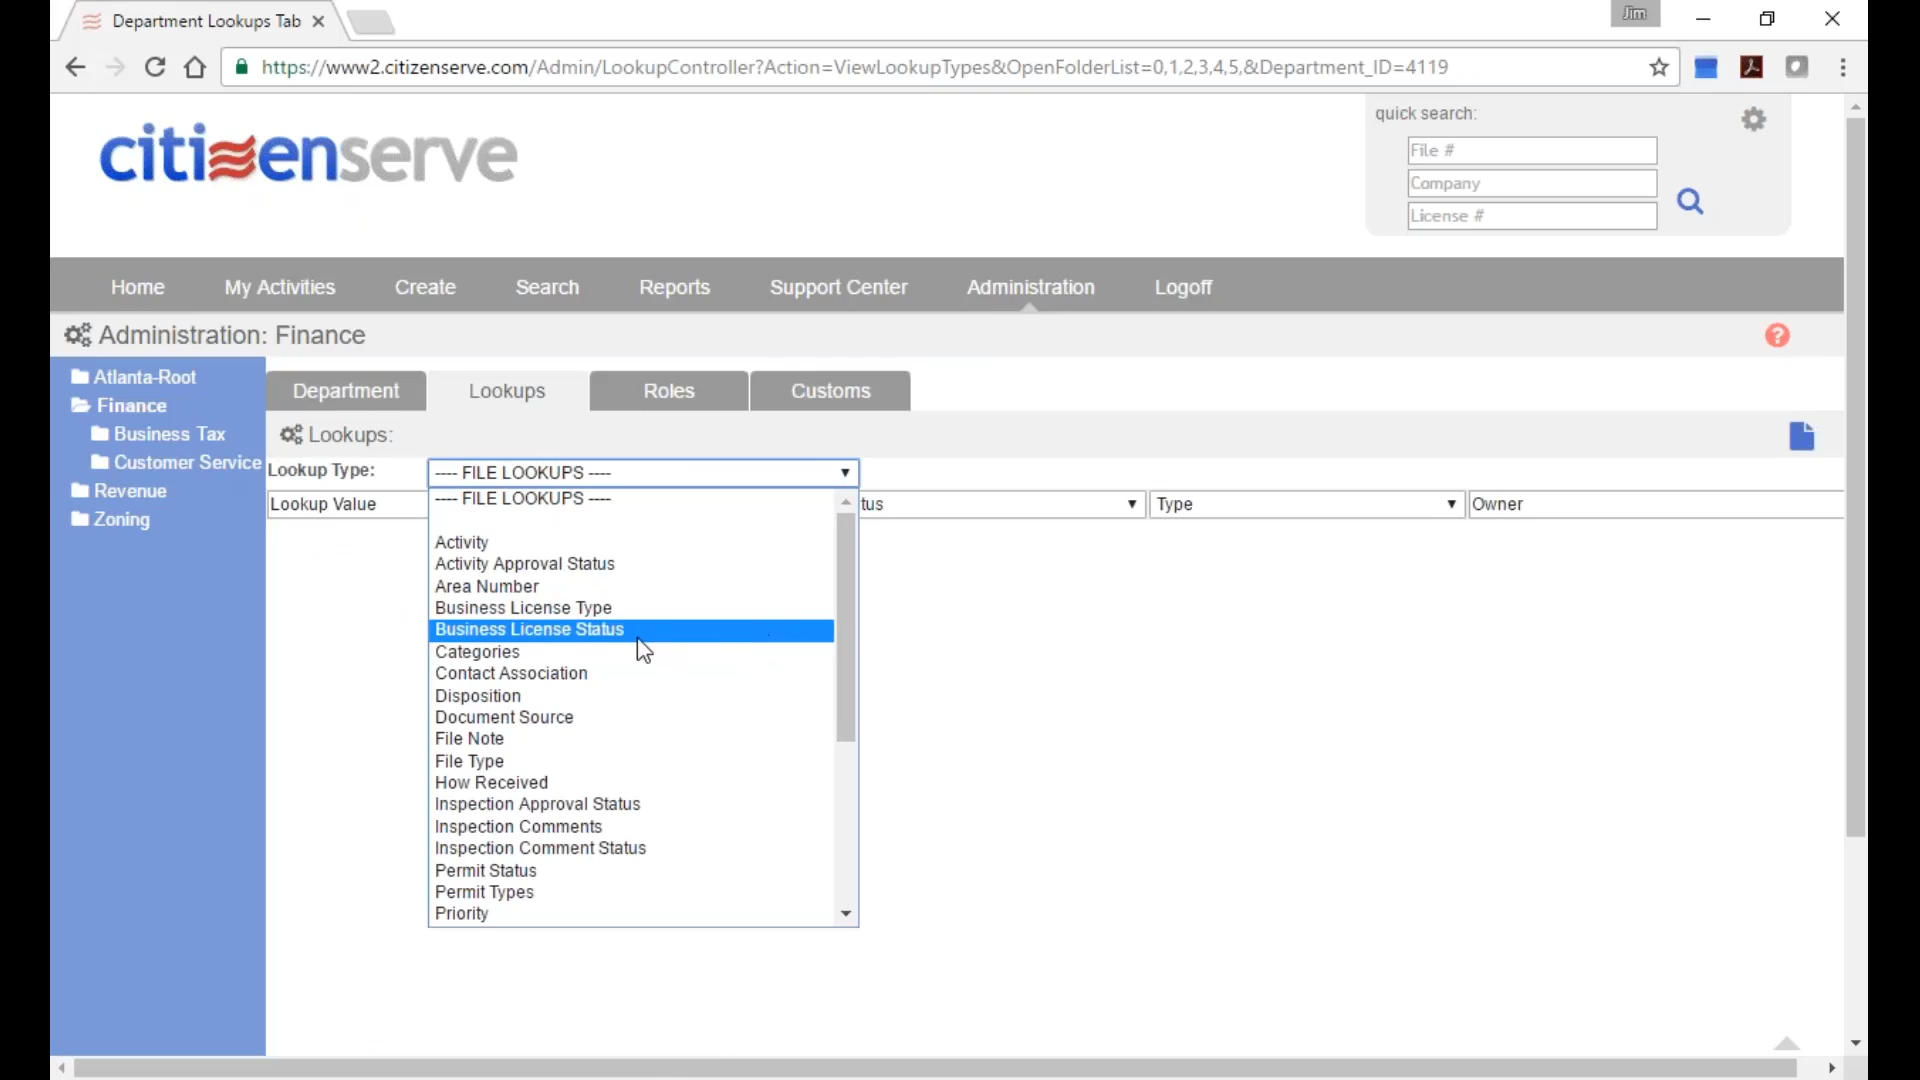 Department Lookups Tab
Jim
https://www2.citizenserve.com/Admin/LookupController?Action=ViewLookupTypes&OpenFolderList=0,1,2,3,4,5,&Department_ID=4119
citizenserve
quick search:
File #
Company
License #
Home My Activities Create Search Reports Support Center Administration Logoff
Administration: Finance
?
Atlanta-Root
Finance
Business Tax
Customer Service
Revenue
Zoning
Department Lookups Roles Customs
Lookups:
Lookup Type: ---- FILE LOOKUPS ----
Lookup Value tus Type Owner
---- FILE LOOKUPS ----
Activity
Activity Approval Status
Area Number
Business License Type
Business License Status
Categories
Contact Association
Disposition
Document Source
File Note
File Type
How Received
Inspection Approval Status
Inspection Comments
Inspection Comment Status
Permit Status
Permit Types
Priority